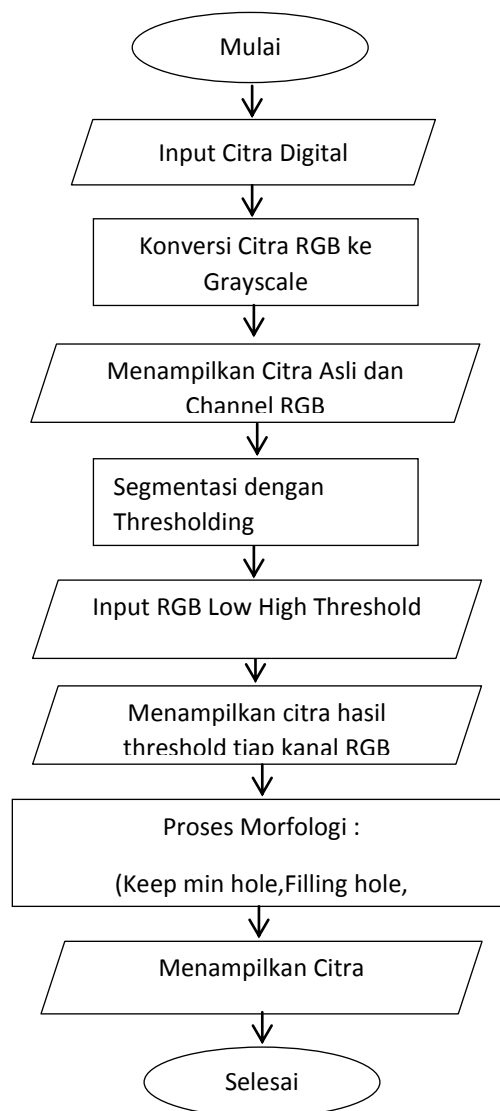 Mulai
Input Citra Digital
Konversi Citra RGB ke
Grayscale
Menampilkan Citra Asli dan
Channel RGB
Segmentasi dengan
Thresholding
Input RGB Low High Threshold
Menampilkan citra hasil
threshold tiap kanal RGB
Proses Morfologi :
(Keep min hole,Filling hole,
Menampilkan Citra
Selesai